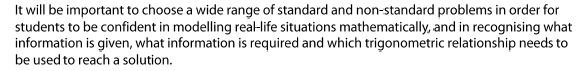 It will be important to choose a wide range of standard and non-standard problems in order for
students to be confident in modelling real-life situations mathematically, and in recognising what
information is given, what information is required and which trigonometric relationship needs to
be used to reach a solution.